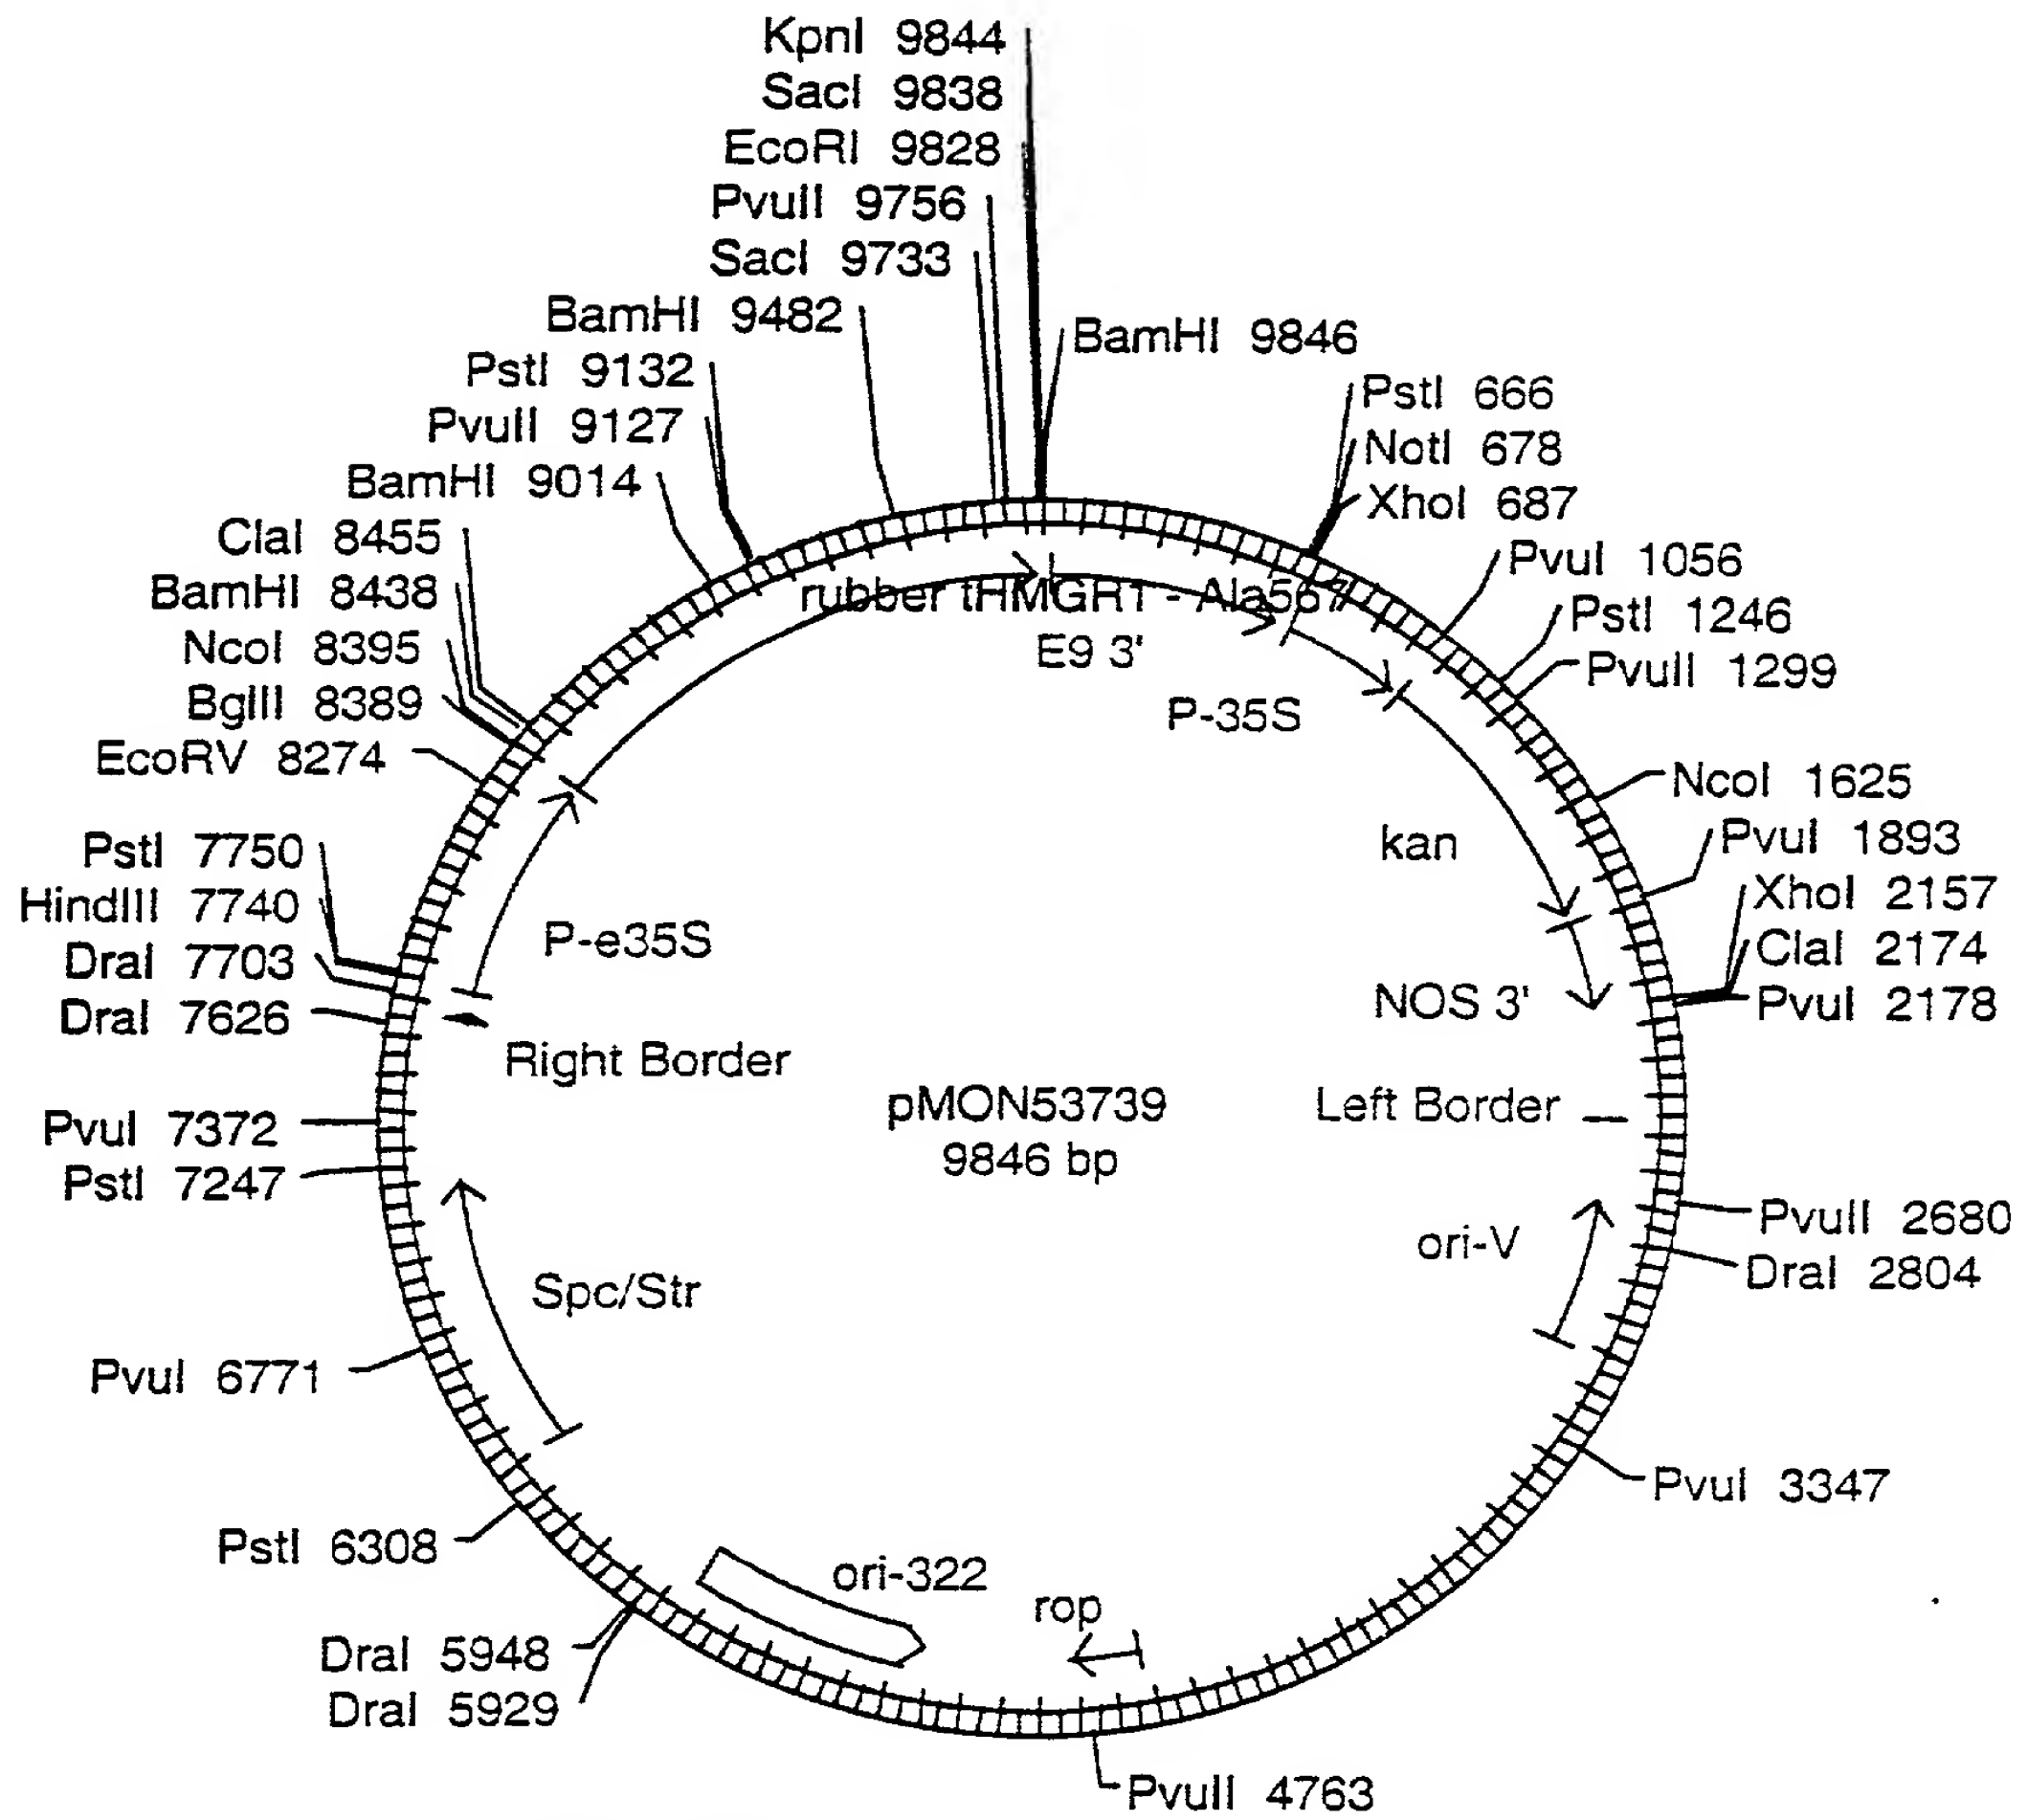 KpnI 9844
SacI 9838
EcoRI 9828
PvuII 9756
SacI 9733
BamHI 9482
BamHI 9846
PstI 9132
PstI 666
PvuII 9127
NotI 678
BamHI 9014
XhoI 687
ClaI 8455
PvuI 1056
BamHI 8438
rubber tHMGR1 - Ala567
PstI 1246
NcoI 8395
E9 3'
PvuII 1299
BglII 8389
P-35S
EcoRV 8274
NcoI 1625
PstI 7750
kan
PvuI 1893
HindIII 7740
XhoI 2157
P-e35S
DraI 7703
ClaI 2174
DraI 7626
NOS 3'
PvuI 2178
Right Border
pMON53739
Left Border
PvuI 7372
9846 bp
PstI 7247
PvuII 2680
ori-V
DraI 2804
Spc/Str
PvuI 6771
PvuI 3347
PstI 6308
ori-322
rop
DraI 5948
DraI 5929
PvuII 4763